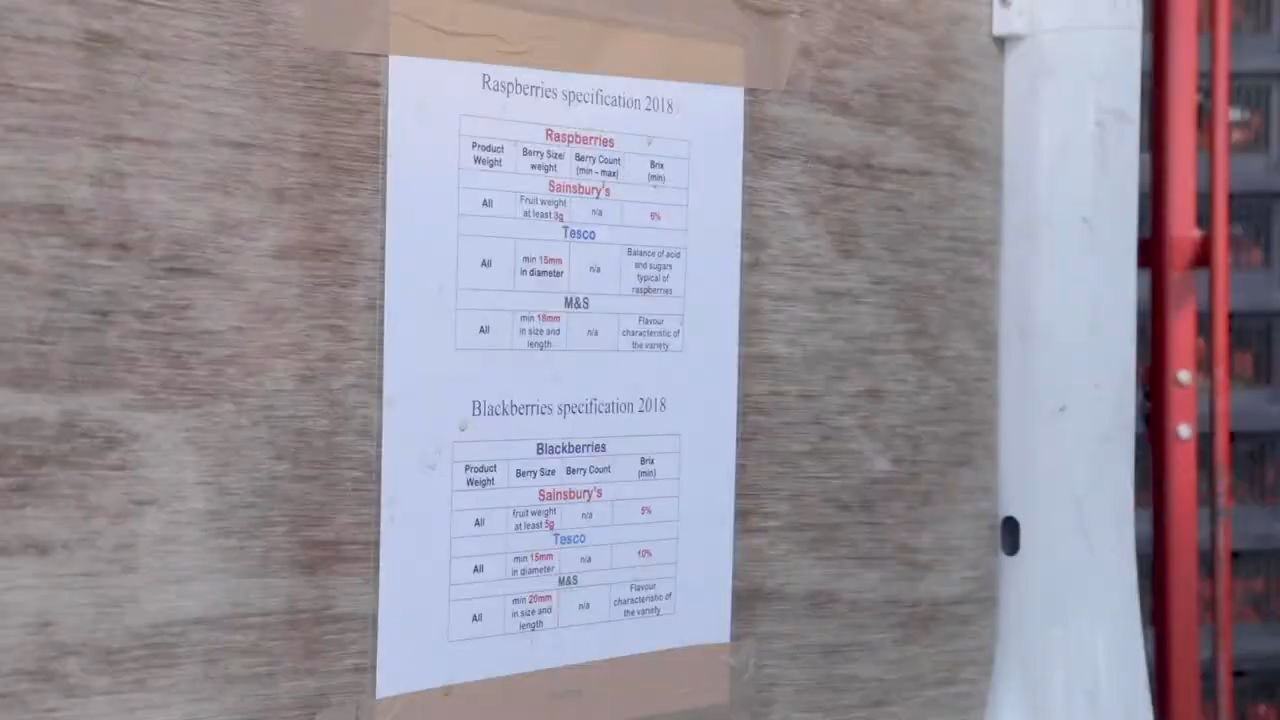 Raspberries specification 2018
Raspberries
Product Weight Berry Size/ weight Berry Count (min – max) Brix (min)
Sainsbury's
All Fruit weight at least 3g n/a 6%
Tesco
All min 15mm in diameter n/a Balance of acid and sugars typical of raspberries
M&S
All min 18mm in size and length n/a Flavour characteristic of the variety
Blackberries specification 2018
Blackberries
Product Weight Berry Size Berry Count Brix (min)
Sainsbury's
All fruit weight at least 5g n/a 5%
Tesco
All min 15mm in diameter n/a 10%
M&S
All min 20mm in size and length n/a Flavour characteristic of the variety